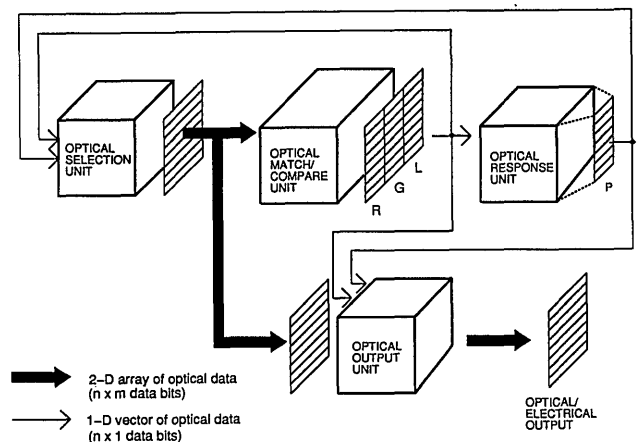 OPTICAL
SELECTION
UNIT
OPTICAL
MATCH/
COMPARE
UNIT
R
G
L
OPTICAL
RESPONSE
UNIT
P
OPTICAL
OUTPUT
UNIT
OPTICAL/
ELECTRICAL
OUTPUT
2-D array of optical data
(n x m data bits)
1-D vector of optical data
(n x 1 data bits)